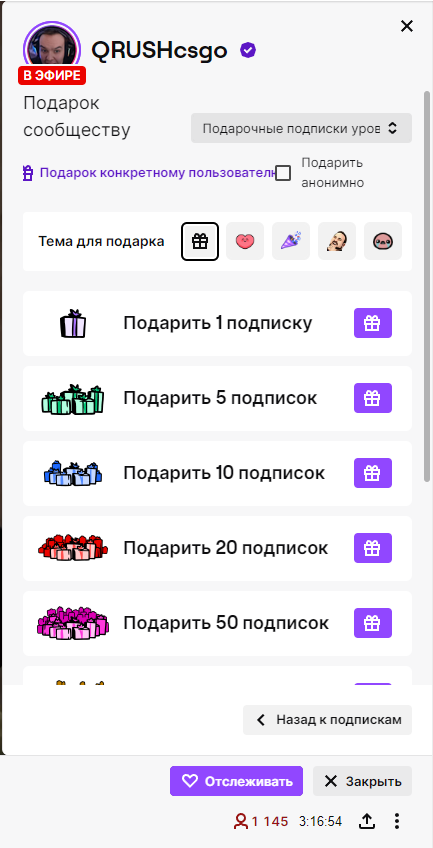 QRUSHcsgo
В ЭФИРЕ
Подарок
сообществу
Подарочные подписки уров
Подарок конкретному пользовател
Подарить
анонимно
Тема для подарка
Подарить 1 подписку
Подарить 5 подписок
Подарить 10 подписок
Подарить 20 подписок
Подарить 50 подписок
Назад к подпискам
Отслеживать
Закрыть
1 145
3:16:54